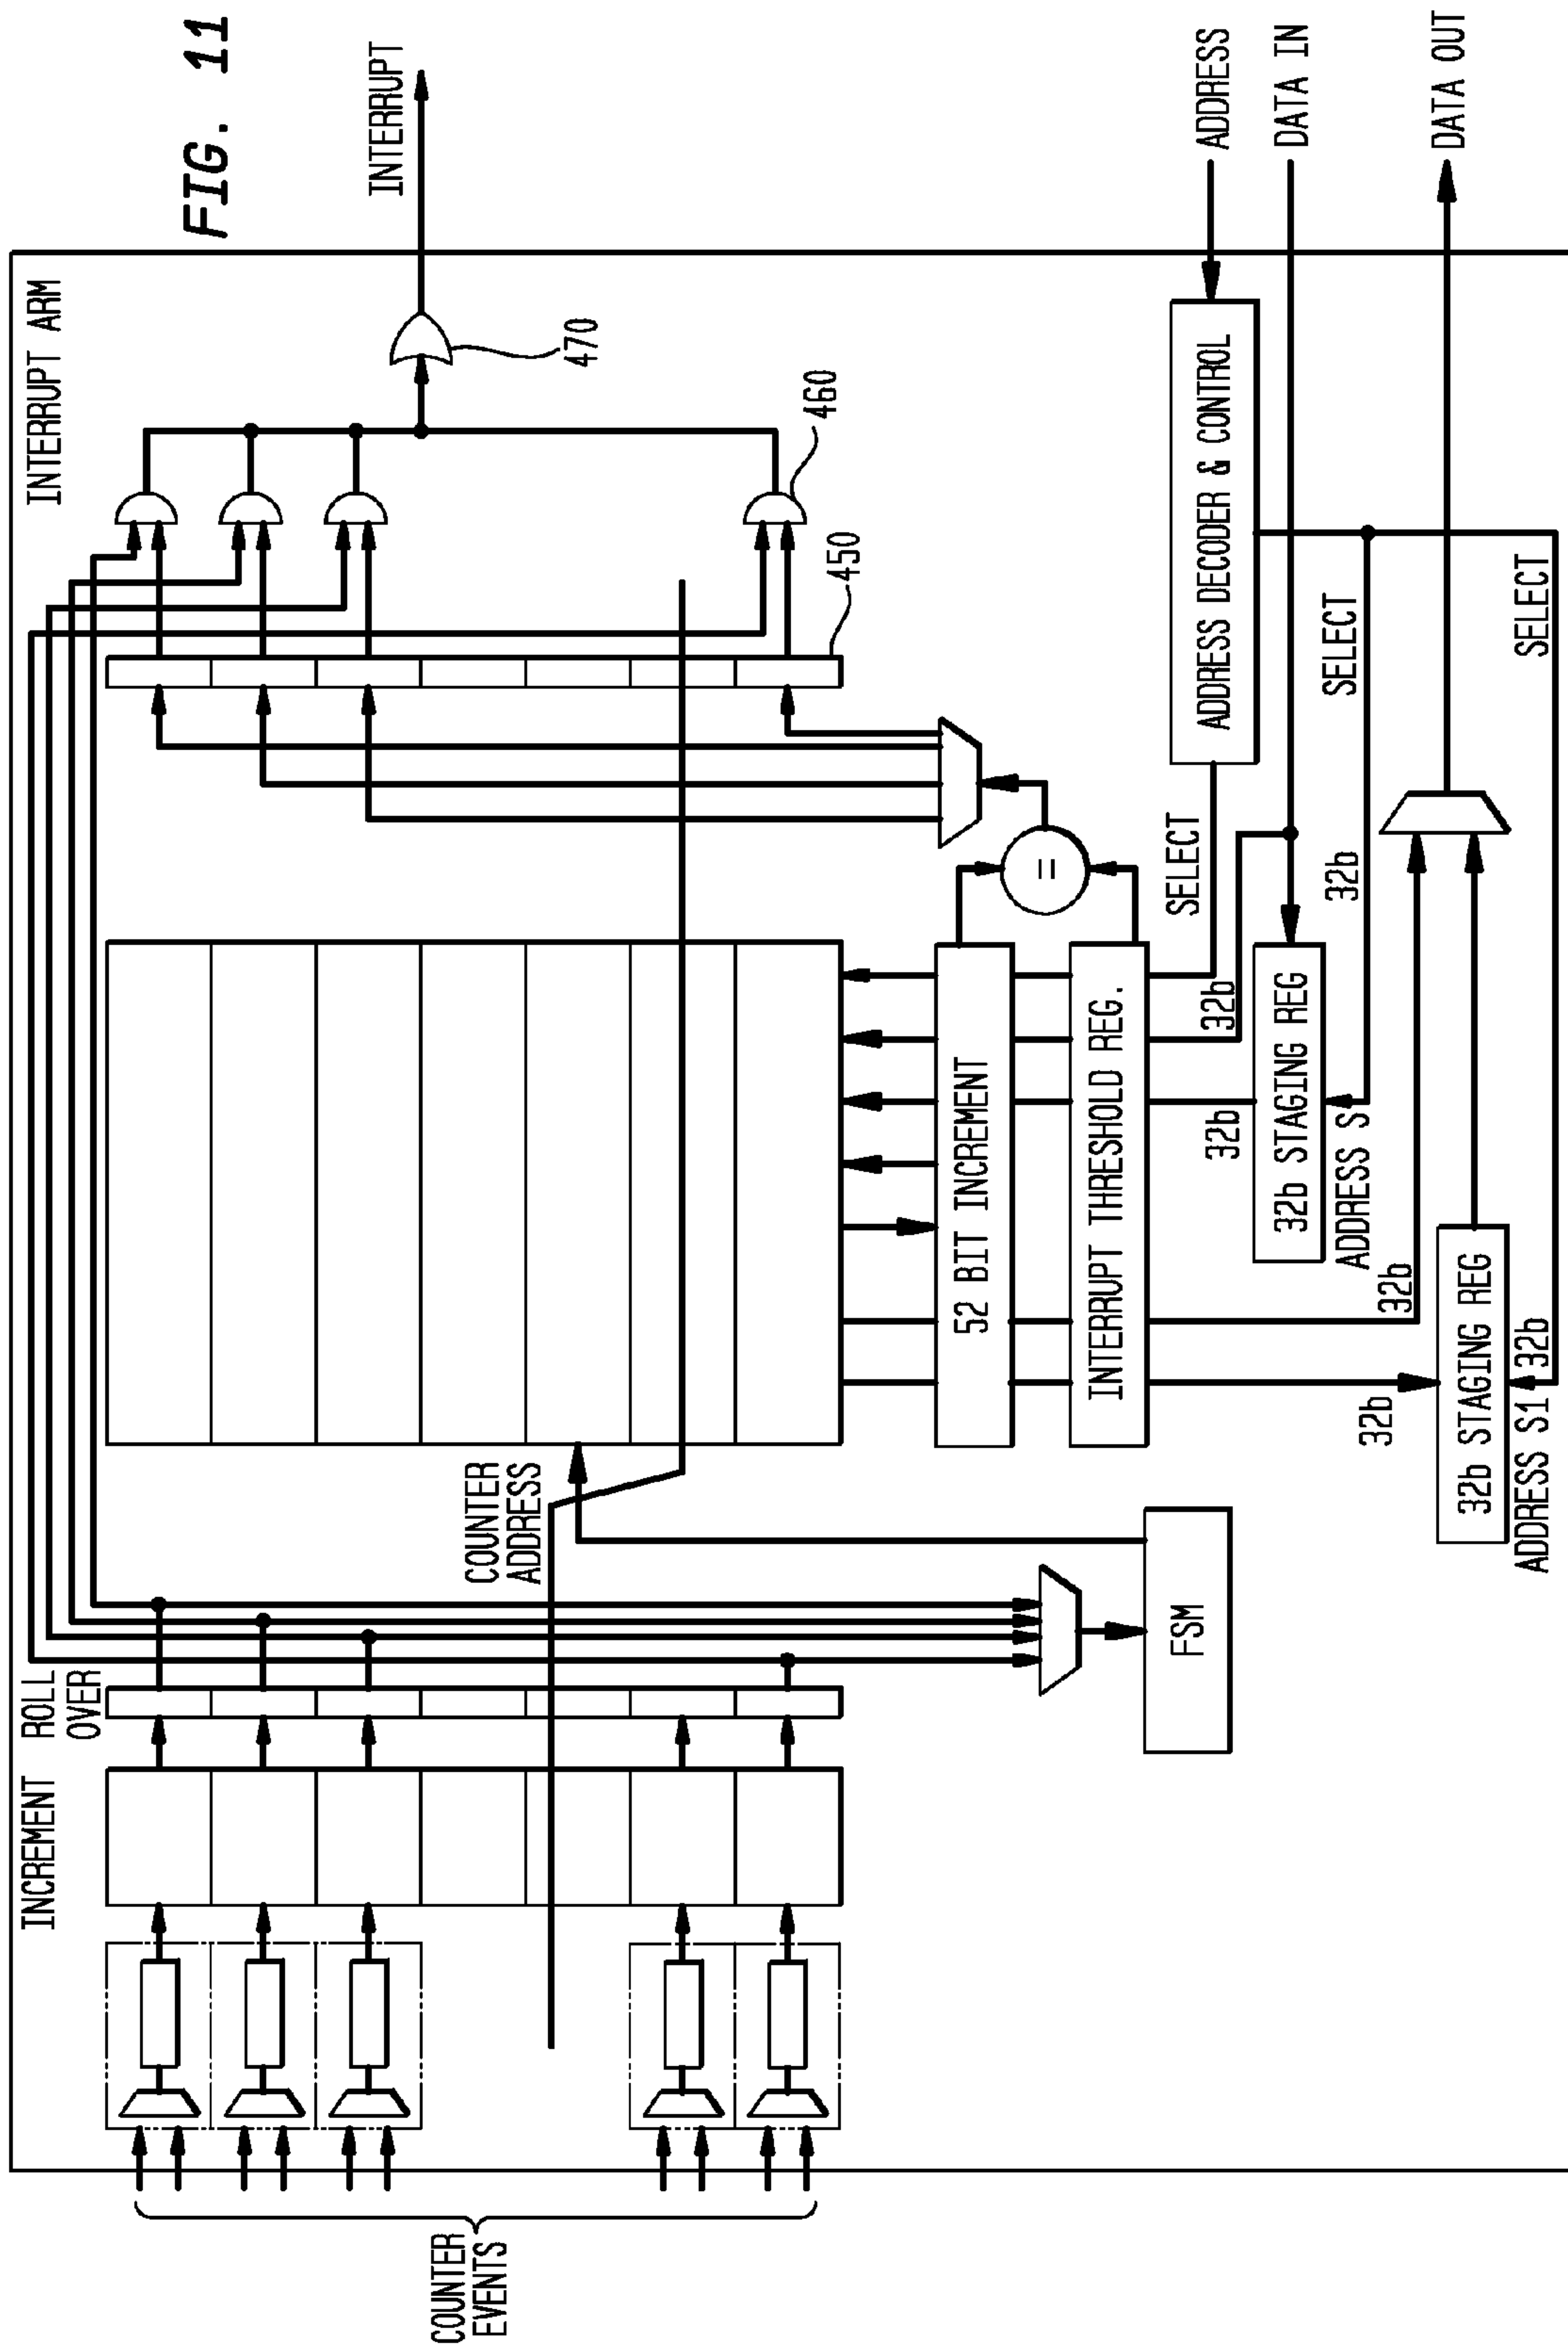 FIG. 11
INTERRUPT ARM
INTERRUPT
470
460
450
INCREMENT
ROLL
OVER
COUNTER
EVENTS
COUNTER
ADDRESS
52 BIT INCREMENT
=
INTERRUPT THRESHOLD REG.
FSM
SELECT
ADDRESS DECODER & CONTROL
ADDRESS
DATA IN
DATA OUT
32b
32b
32b STAGING REG
ADDRESS S
32b
SELECT
32b
32b
32b STAGING REG
ADDRESS S1
32b
SELECT